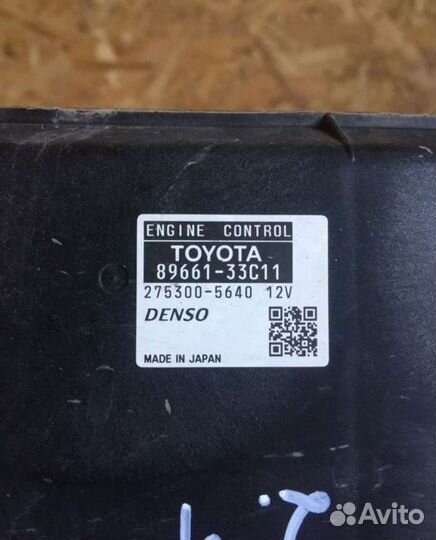 ENGINE CONTROL
TOYOTA
89661-33C11
275300-5640 12V
DENSO
MADE IN JAPAN
Avito